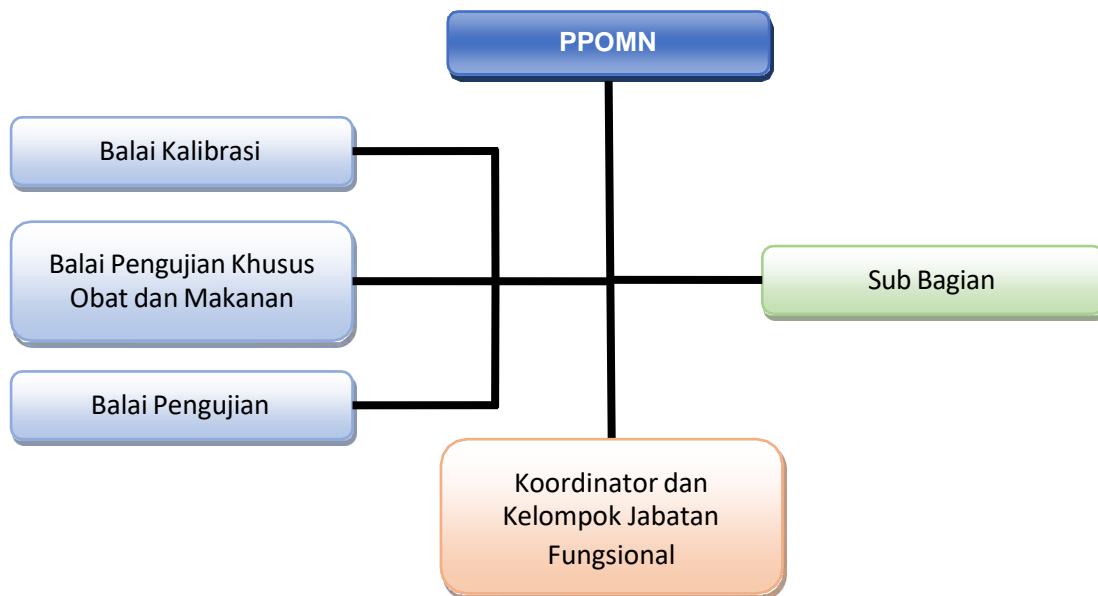 PPOMN
Balai Kalibrasi
Balai Pengujian Khusus
Obat dan Makanan
Balai Pengujian
Sub Bagian
Koordinator dan
Kelompok Jabatan
Fungsional